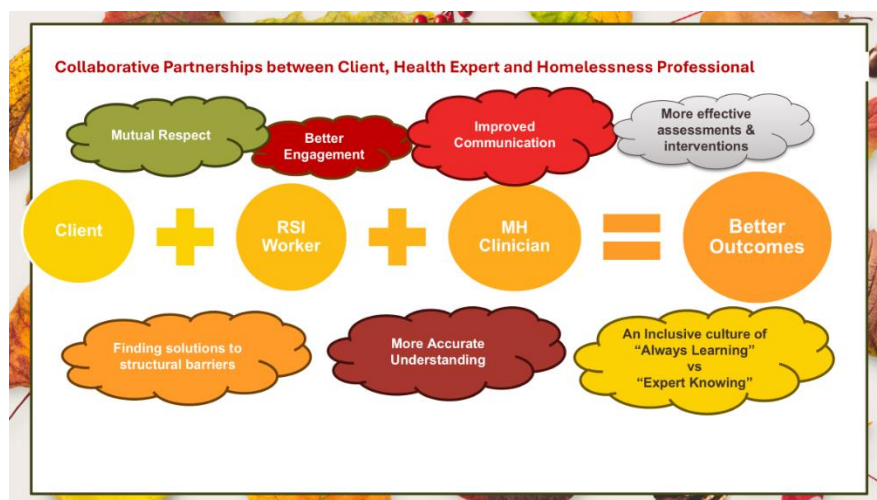 Collaborative Partnerships between Client, Health Expert and Homelessness Professional
Mutual Respect
Better
Engagement
Improved
Communication
More effective
assessments &
interventions
Client
+
RSI
Worker
+
MH
Clinician
=
Better
Outcomes
Finding solutions to
structural barriers
More Accurate
Understanding
An Inclusive culture of
“Always Learning”
vs
“Expert Knowing”